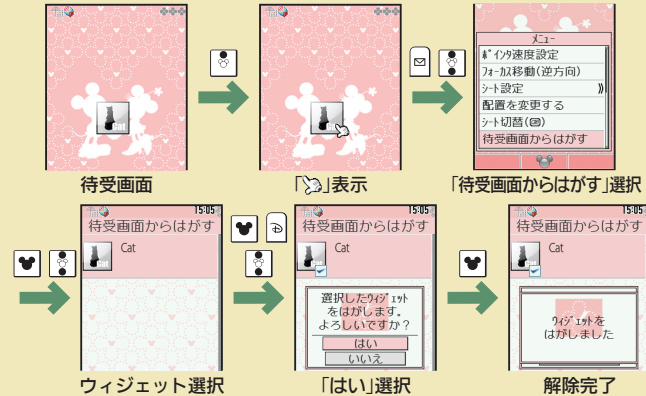 Cat
待受画面
Cat
「 」表示
メニュー
ﾎﾟｲﾝﾀ速度設定
ﾌｫｰｶｽ移動(逆方向)
ｼｰﾄ設定
配置を変更する
ｼｰﾄ切替( )
待受画面からはがす
「待受画面からはがす」選択
15:05
待受画面からはがす
Cat
ウィジェット選択
15:05
待受画面からはがす
Cat
選択したｳｨｼﾞｪｯﾄ
をはがします。
よろしいですか？
はい
いいえ
「はい」選択
15:05
待受画面からはがす
Cat
ｳｨｼﾞｪｯﾄを
はがしました
解除完了